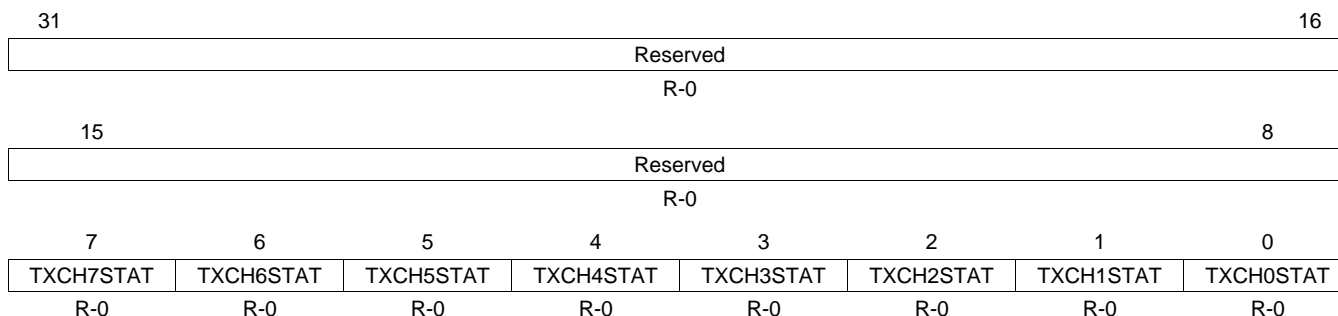 31 16
Reserved
R-0
15 8
Reserved
R-0
7 6 5 4 3 2 1 0
TXCH7STAT TXCH6STAT TXCH5STAT TXCH4STAT TXCH3STAT TXCH2STAT TXCH1STAT TXCH0STAT
R-0 R-0 R-0 R-0 R-0 R-0 R-0 R-0